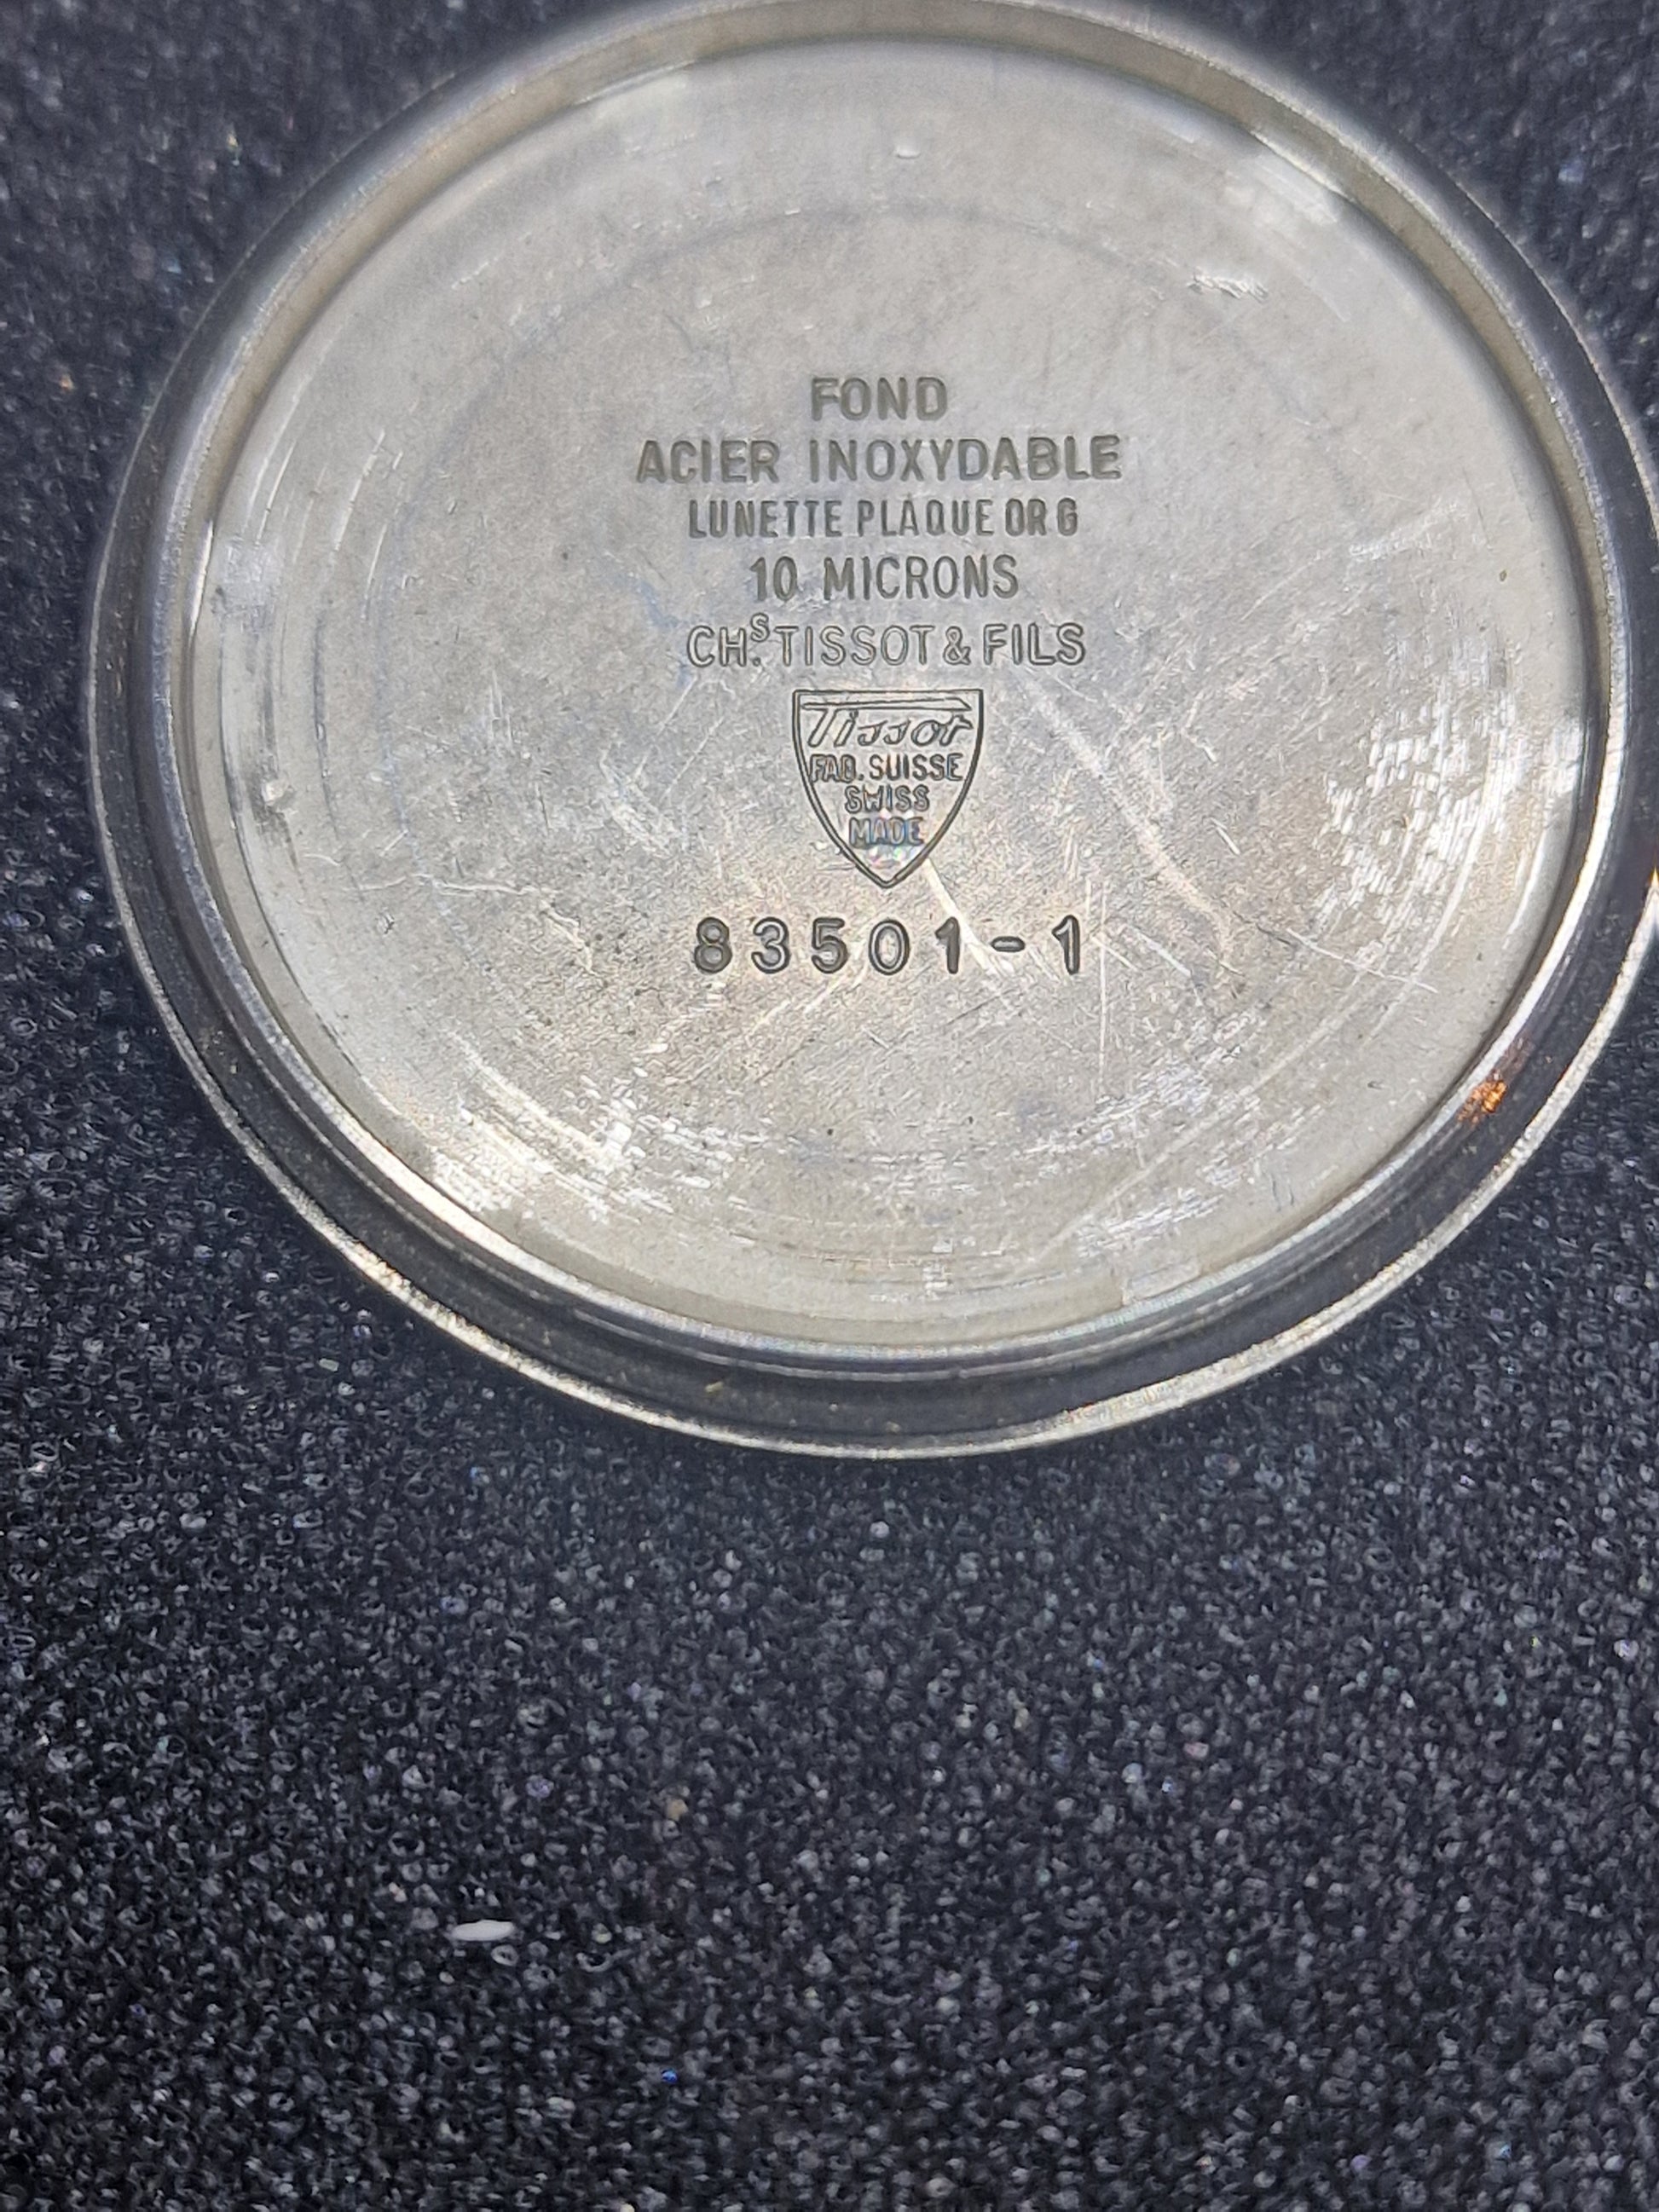 FOND
ACIER INOXYDABLE
LUNETTE PLAQUE OR G
10 MICRONS
CHS. TISSOT & FILS
Tissot
FAB. SUISSE
SWISS
MADE
83501-1